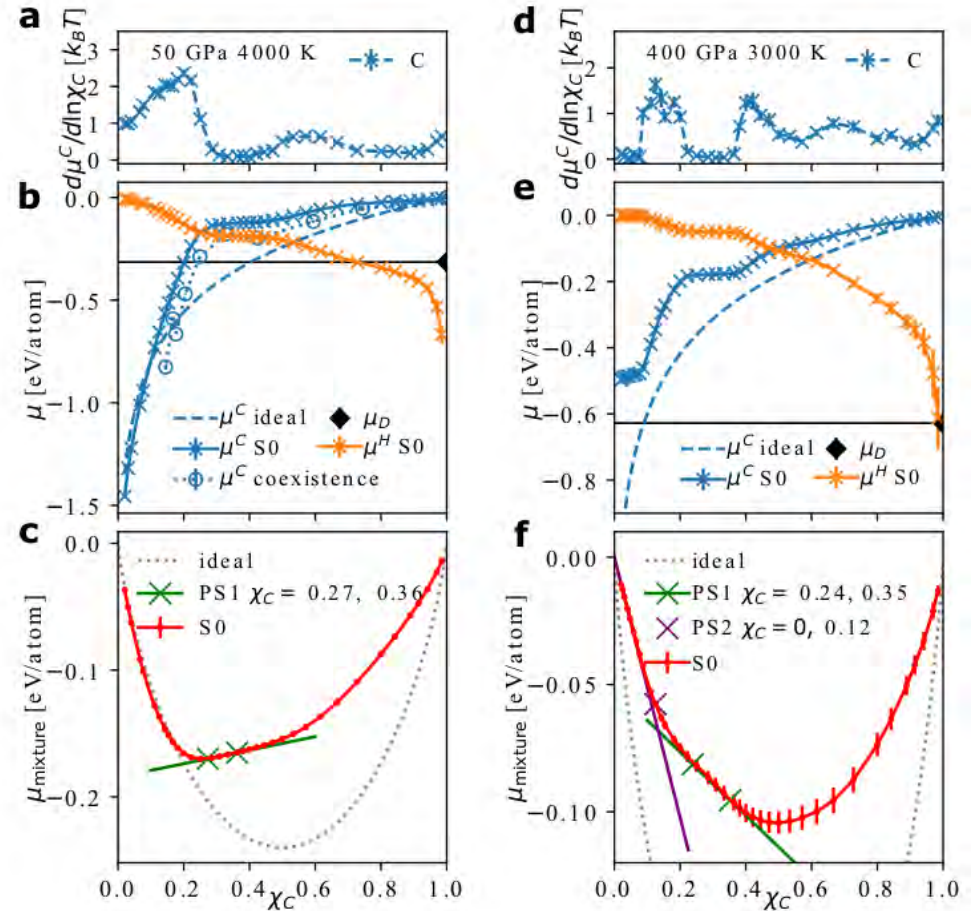 a
50 GPa 4000 K
C
dμ^C/dlnχ_C [k_BT]
3
2
1
0
b
μ^C ideal
μ_D
μ^C S0
μ^H S0
μ^C coexistence
μ [eV/atom]
0.0
−0.5
−1.0
−1.5
c
ideal
PS1 χ_C = 0.27, 0.36
S0
μ_mixture [eV/atom]
0.0
−0.1
−0.2
0.0 0.2 0.4 0.6 0.8 1.0
χ_C
d
400 GPa 3000 K
C
dμ^C/dlnχ_C [k_BT]
2
1
0
e
μ^C ideal
μ_D
μ^C S0
μ^H S0
μ [eV/atom]
0.0
−0.2
−0.4
−0.6
−0.8
f
ideal
PS1 χ_C = 0.24, 0.35
PS2 χ_C = 0, 0.12
S0
μ_mixture [eV/atom]
0.00
−0.05
−0.10
0.0 0.2 0.4 0.6 0.8 1.0
χ_C